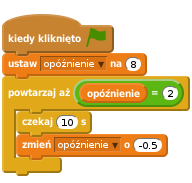 kiedy kliknięto
ustaw opóźnienie na 8
powtarzaj aż opóźnienie = 2
czekaj 10 s
zmień opóźnienie o -0.5